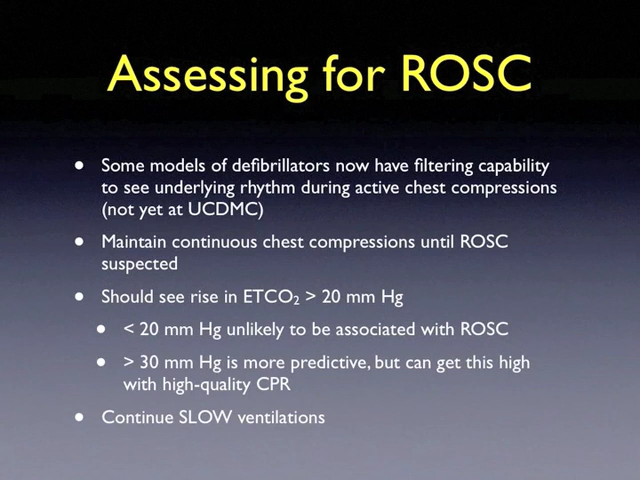 Assessing for ROSC
• Some models of defibrillators now have filtering capability
to see underlying rhythm during active chest compressions
(not yet at UCDMC)
• Maintain continuous chest compressions until ROSC
suspected
• Should see rise in ETCO₂ > 20 mm Hg
• < 20 mm Hg unlikely to be associated with ROSC
• > 30 mm Hg is more predictive, but can get this high
with high-quality CPR
• Continue SLOW ventilations